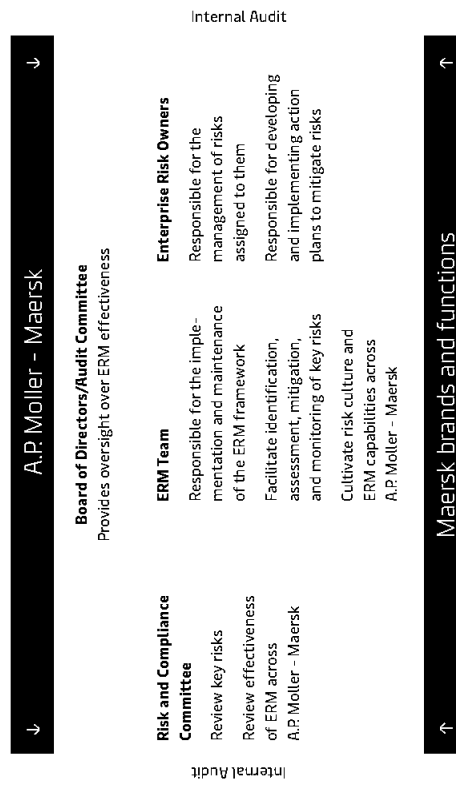 Internal Audit
A.P. Moller - Maersk
Board of Directors/Audit Committee
Provides oversight over ERM effectiveness
Risk and Compliance
Committee
Review key risks
Review effectiveness
of ERM across
A.P. Moller - Maersk
ERM Team
Responsible for the imple-
mentation and maintenance
of the ERM framework
Facilitate identification,
assessment, mitigation,
and monitoring of key risks
Cultivate risk culture and
ERM capabilities across
A.P. Moller - Maersk
Enterprise Risk Owners
Responsible for the
management of risks
assigned to them
Responsible for developing
and implementing action
plans to mitigate risks
Maersk brands and functions
Internal Audit